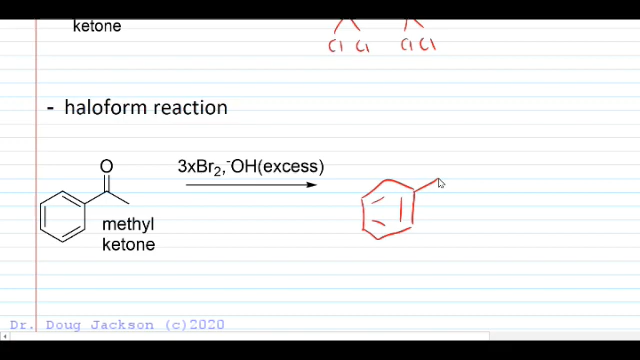 ketone
Cl Cl Cl Cl
- haloform reaction
O
3xBr2,-OH(excess)
methyl
ketone
Dr. Doug Jackson (c)2020